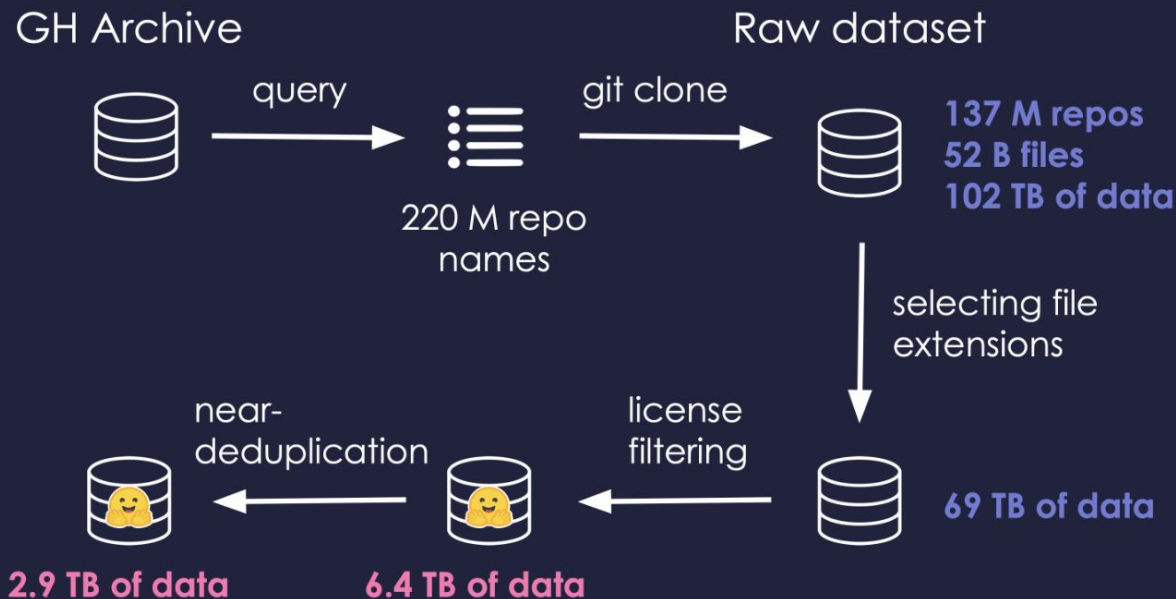 GH Archive
Raw dataset
query
git clone
137 M repos
52 B files
102 TB of data
220 M repo
names
selecting file
extensions
near-
deduplication
license
filtering
69 TB of data
2.9 TB of data
6.4 TB of data